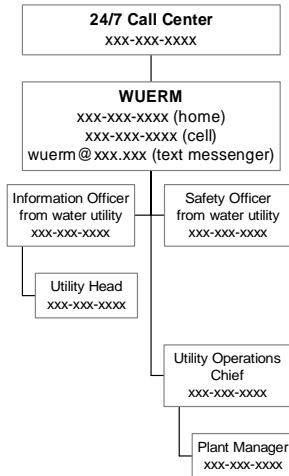 24/7 Call Center
xxx-xxx-xxxx
WUERM
xxx-xxx-xxxx (home)
xxx-xxx-xxxx (cell)
wuerm@xxx.xxx (text messenger)
Information Officer
from water utility
xxx-xxx-xxxx
Safety Officer
from water utility
xxx-xxx-xxxx
Utility Head
xxx-xxx-xxxx
Utility Operations
Chief
xxx-xxx-xxxx
Plant Manager
xxx-xxx-xxxx